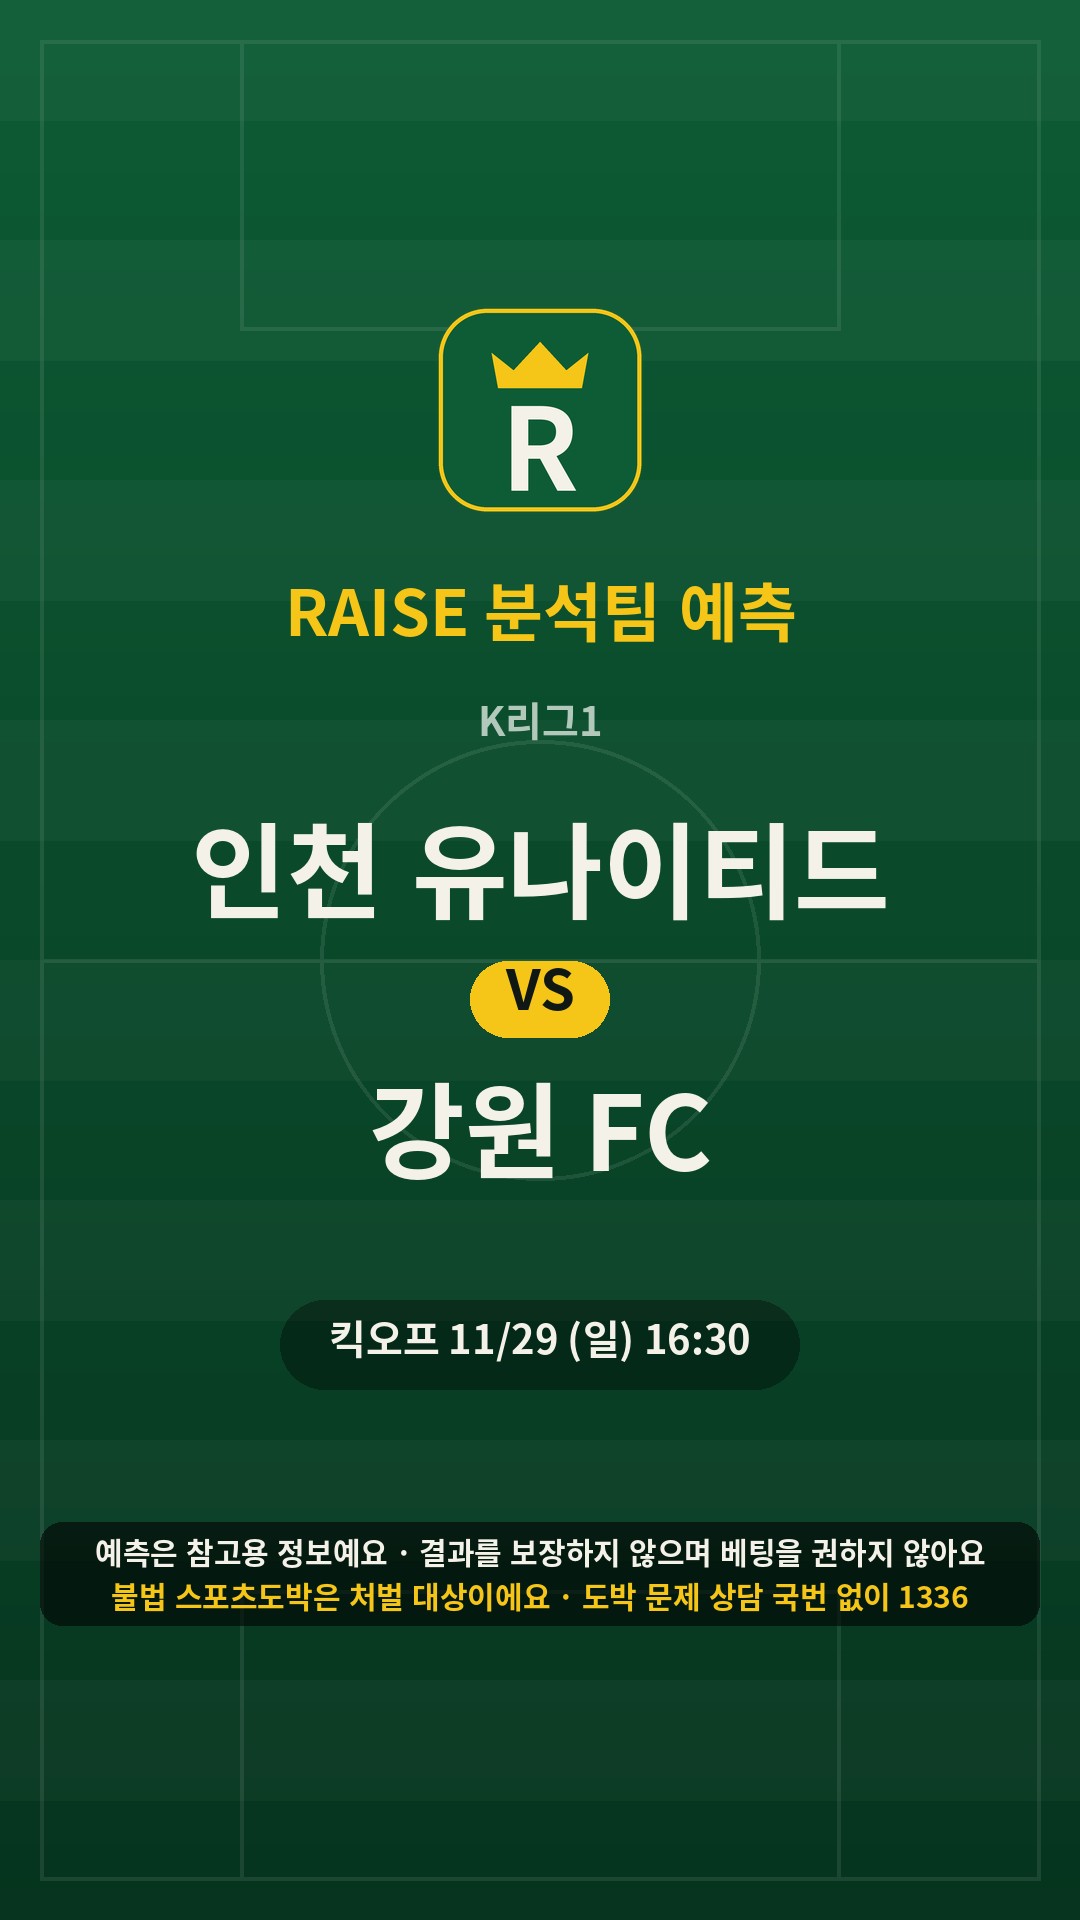 R
RAISE 분석팀 예측
K리그1
인천 유나이티드
VS
강원 FC
킥오프 11/29 (일) 16:30
예측은 참고용 정보예요 · 결과를 보장하지 않으며 베팅을 권하지 않아요
불법 스포츠도박은 처벌 대상이에요 · 도박 문제 상담 국번 없이 1336